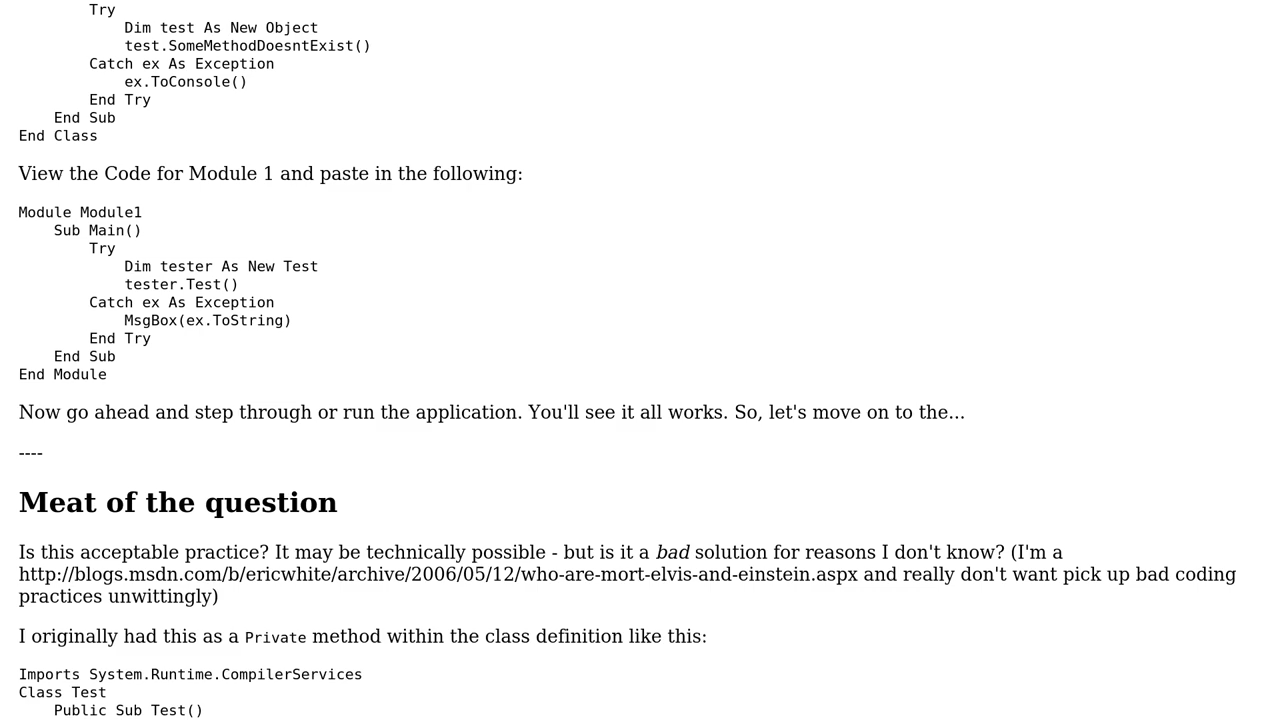 Try
            Dim test As New Object
            test.SomeMethodDoesntExist()
        Catch ex As Exception
            ex.ToConsole()
        End Try
    End Sub
End Class
View the Code for Module 1 and paste in the following:
Module Module1
    Sub Main()
        Try
            Dim tester As New Test
            tester.Test()
        Catch ex As Exception
            MsgBox(ex.ToString)
        End Try
    End Sub
End Module
Now go ahead and step through or run the application. You'll see it all works. So, let's move on to the...
----
Meat of the question
Is this acceptable practice? It may be technically possible - but is it a bad solution for reasons I don't know? (I'm a
http://blogs.msdn.com/b/ericwhite/archive/2006/05/12/who-are-mort-elvis-and-einstein.aspx and really don't want pick up bad coding
practices unwittingly)
I originally had this as a Private method within the class definition like this:
Imports System.Runtime.CompilerServices
Class Test
    Public Sub Test()